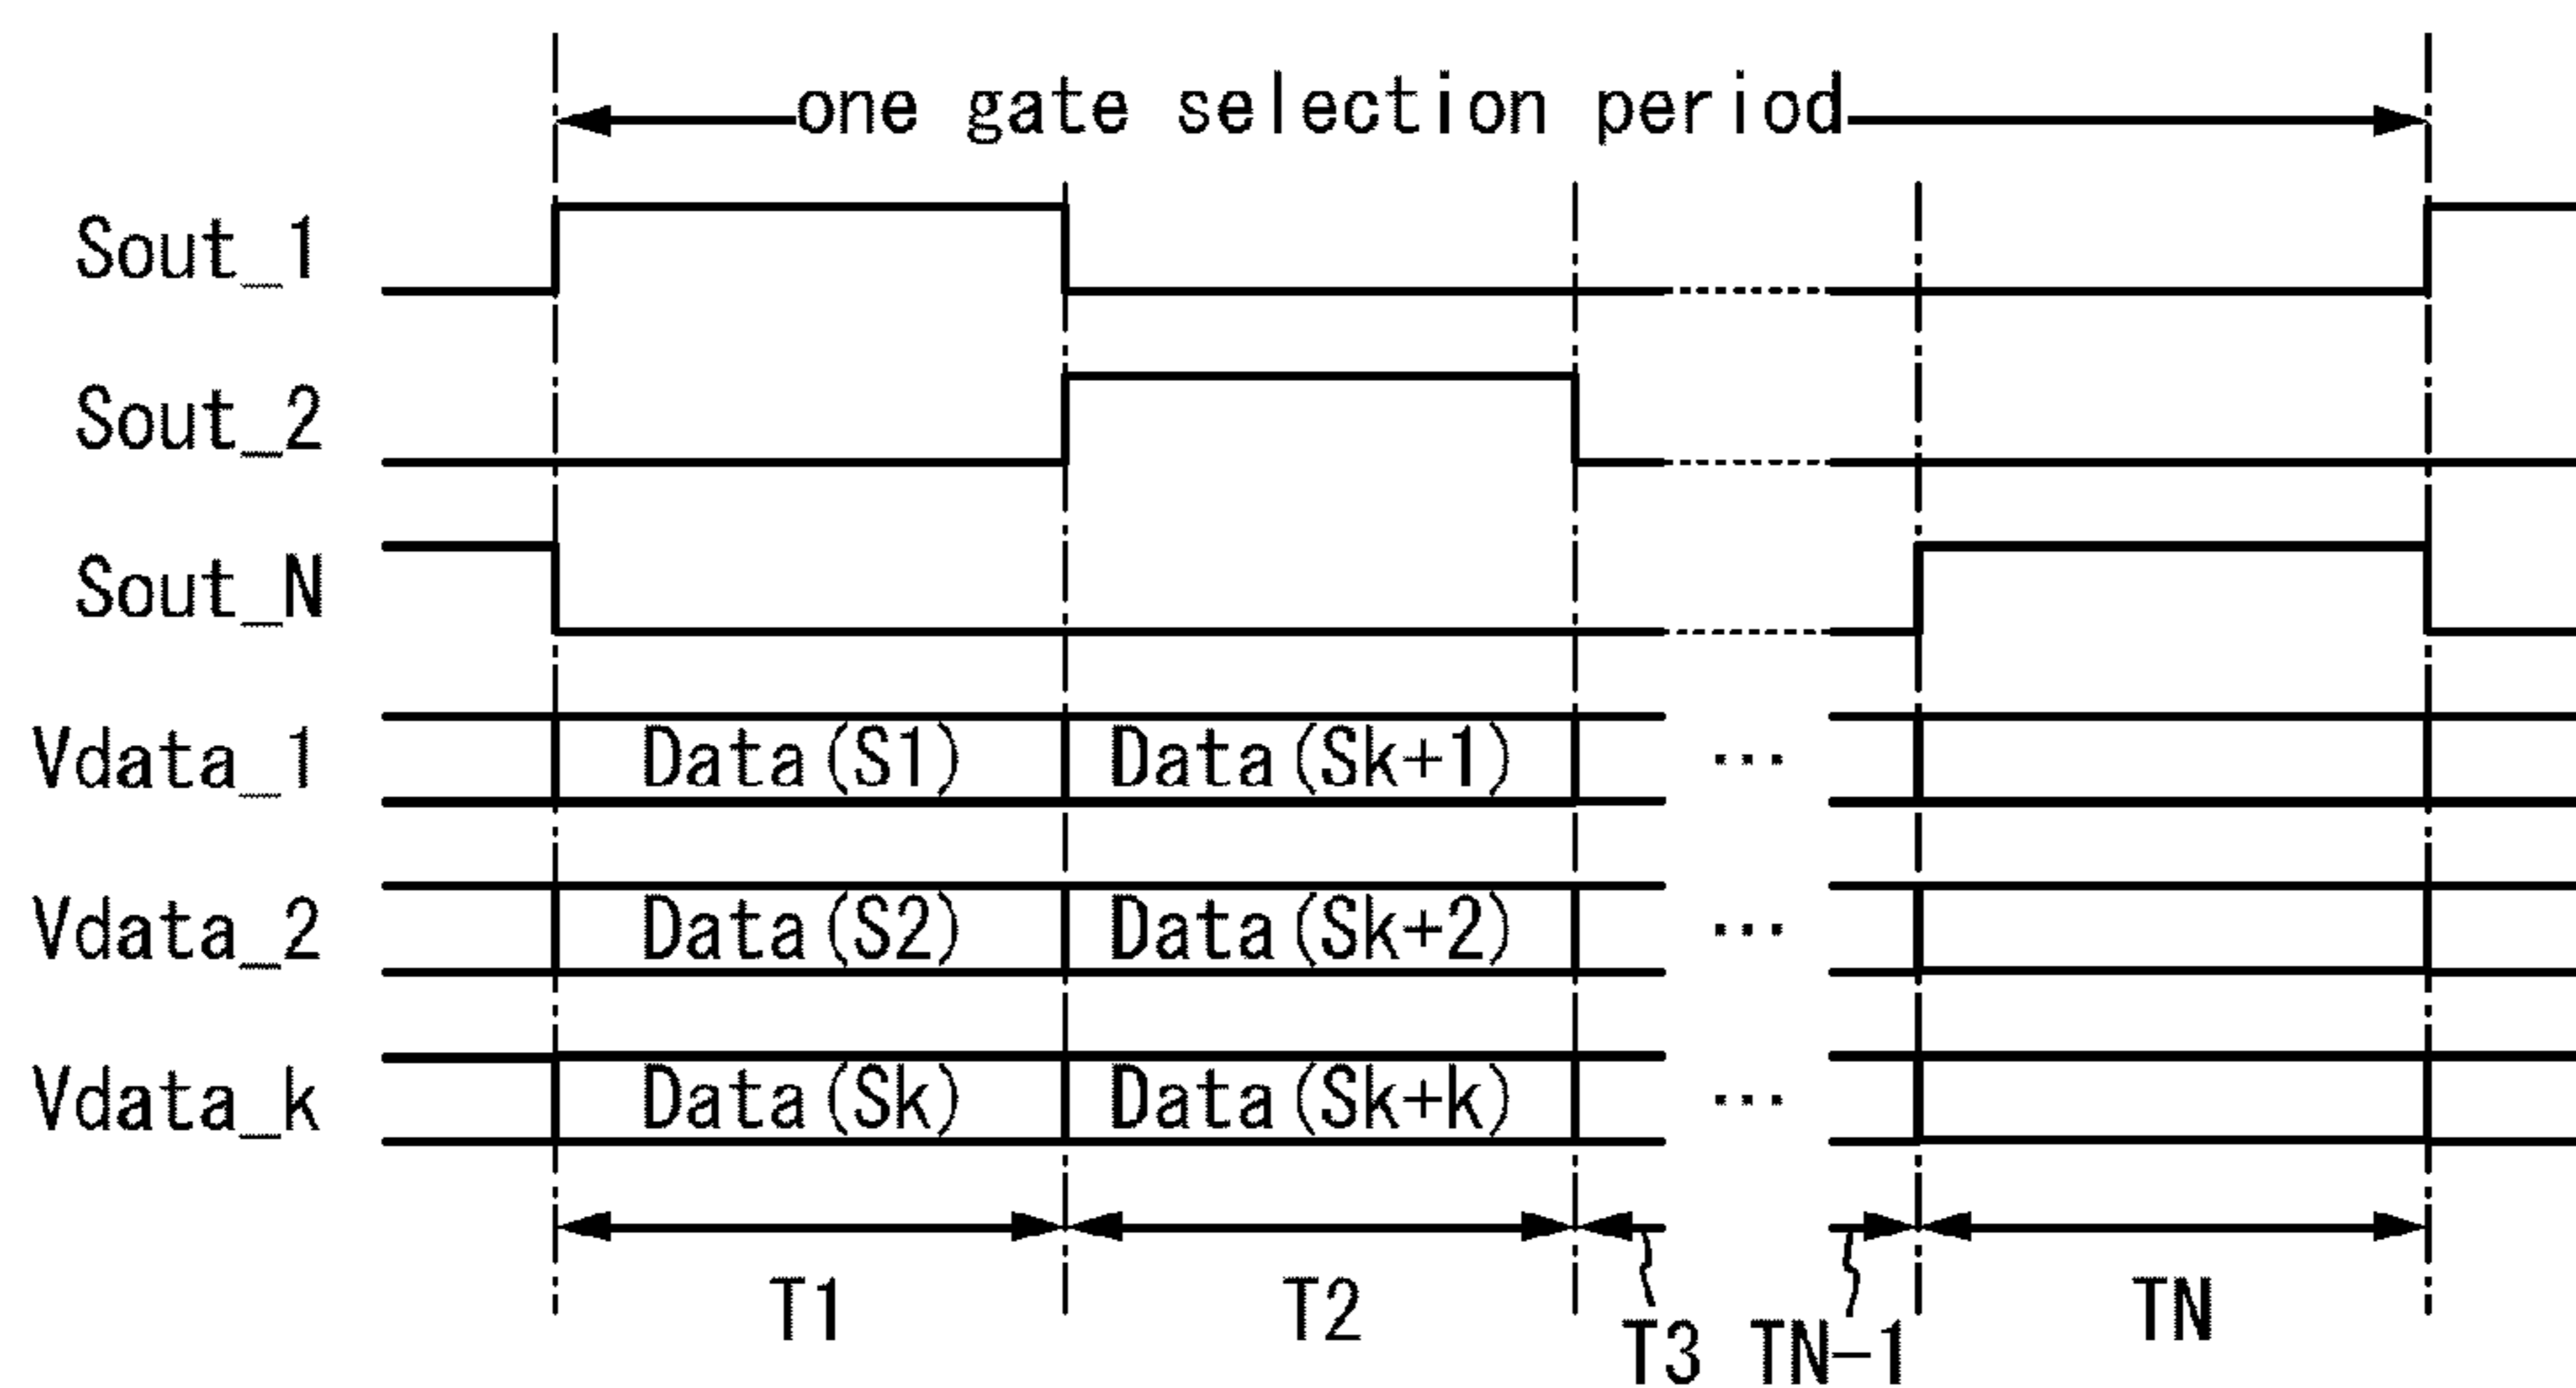 one gate selection period
Sout_1
Sout_2
Sout_N
Vdata_1 Data(S1) Data(Sk+1) ...
Vdata_2 Data(S2) Data(Sk+2) ...
Vdata_k Data(Sk) Data(Sk+k) ...
T1 T2 TN
T3 TN-1